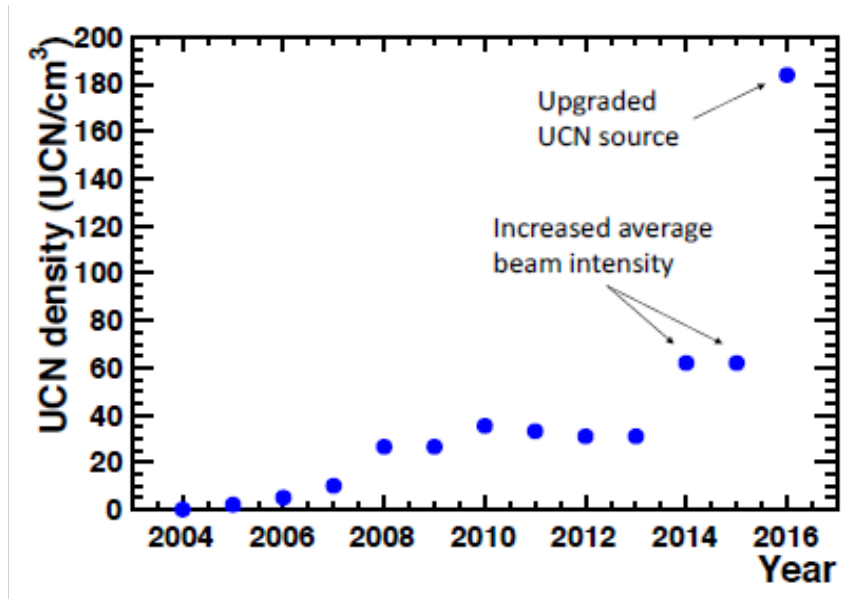 UCN density (UCN/cm³)
200
180
160
140
120
100
80
60
40
20
0
Upgraded
UCN source
Increased average
beam intensity
2004 2006 2008 2010 2012 2014 2016
Year